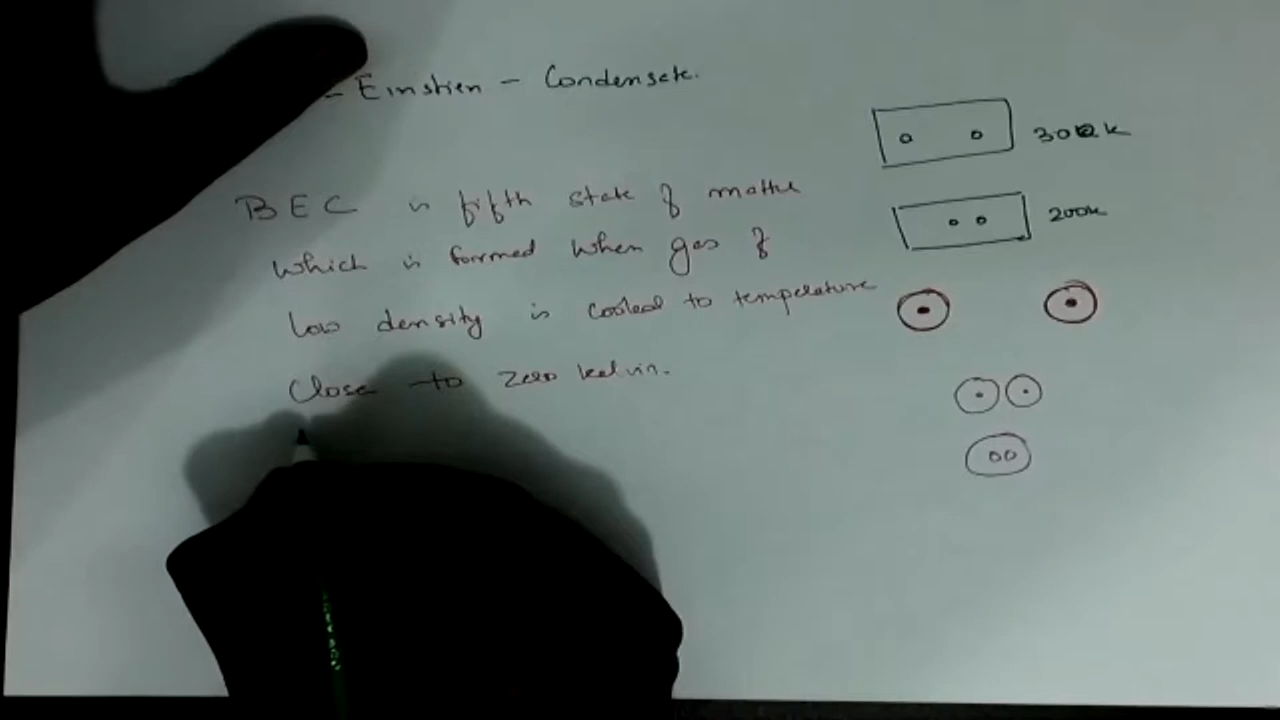 - Einstien - Condensate.
BEC is fifth state of matter
which is formed when gas of
low density is cooled to temperature
Close to zero kelvin.
300k
200k